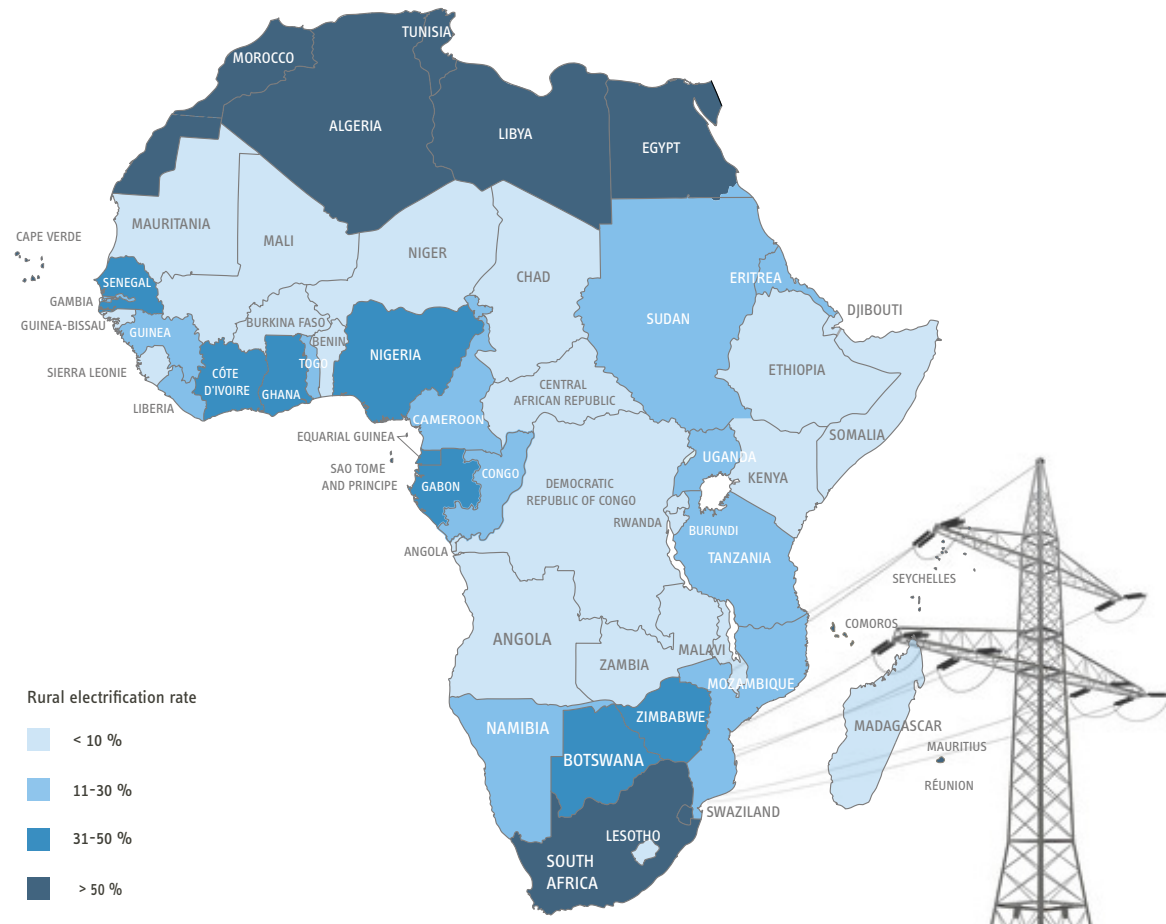 TUNISIA
MOROCCO
ALGERIA
LIBYA
EGYPT
MAURITANIA
MALI
NIGER
CHAD
CAPE VERDE
SENEGAL
GAMBIA
GUINEA-BISSAU
GUINEA
SIERRA LEONIE
LIBERIA
CÔTE
D'IVOIRE
GHANA
BURKINA FASO
BENIN
TOGO
NIGERIA
SUDAN
ERITREA
DJIBOUTI
ETHIOPIA
SOMALIA
CENTRAL
AFRICAN REPUBLIC
CAMEROON
EQUARIAL GUINEA
SAO TOME
AND PRINCIPE
GABON
CONGO
DEMOCRATIC
REPUBLIC OF CONGO
UGANDA
KENYA
RWANDA
BURUNDI
TANZANIA
ANGOLA
ANGOLA
ZAMBIA
MALAVI
MOZAMBIQUE
SEYCHELLES
COMOROS
MADAGASCAR
MAURITIUS
RÉUNION
NAMIBIA
BOTSWANA
ZIMBABWE
SWAZILAND
LESOTHO
SOUTH
AFRICA
Rural electrification rate
< 10 %
11-30 %
31-50 %
> 50 %